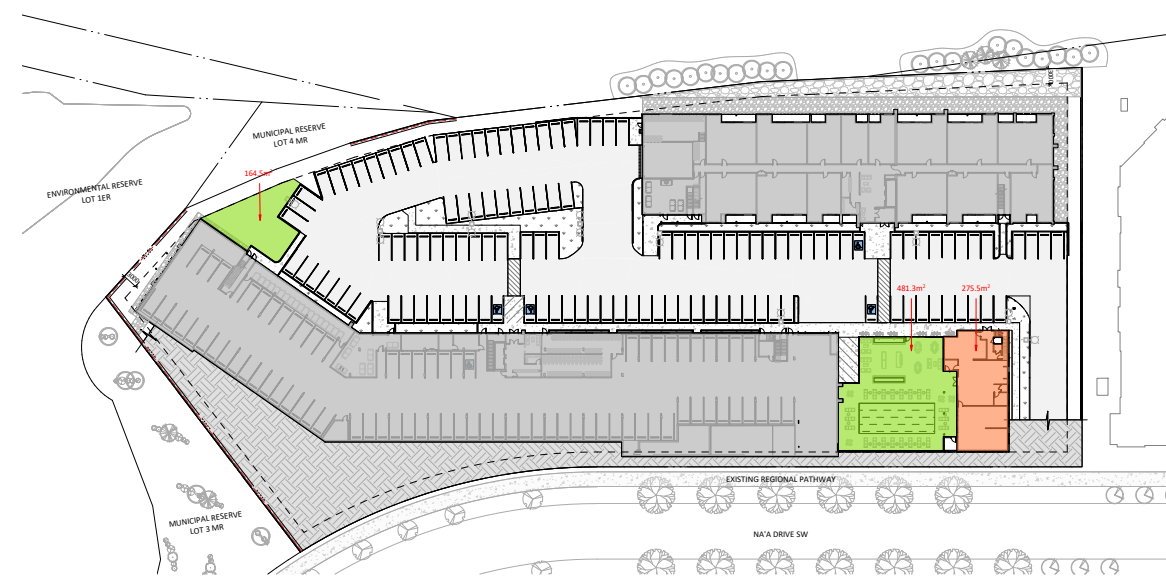 MUNICIPAL RESERVE
LOT 4 MR
164.5m²
ENVIRONMENTAL RESERVE
LOT 1ER
481.3m²
275.5m²
EXISTING REGIONAL PATHWAY
MUNICIPAL RESERVE
LOT 3 MR
NA'A DRIVE SW